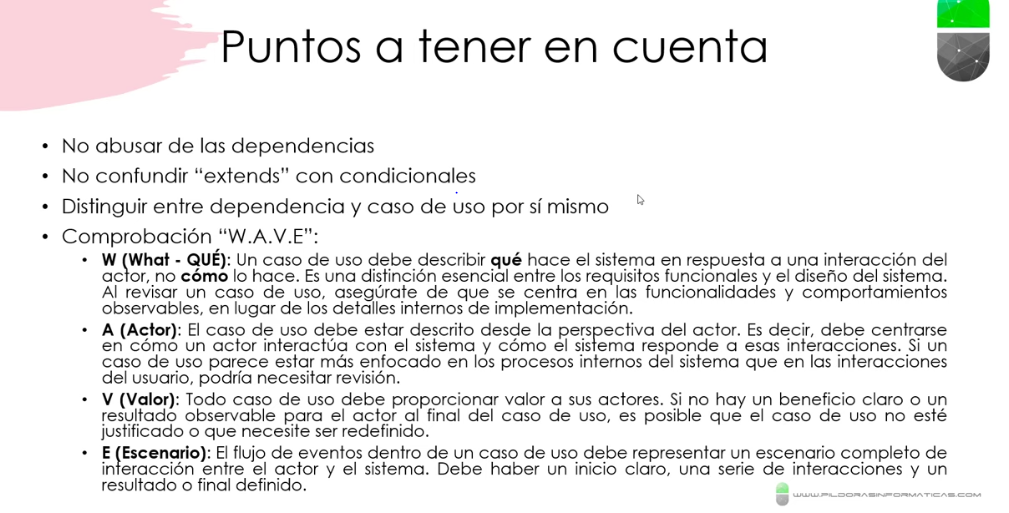 Puntos a tener en cuenta
• No abusar de las dependencias
• No confundir “extends” con condicionales
• Distinguir entre dependencia y caso de uso por sí mismo
• Comprobación “W.A.V.E”:
• W (What - QUÉ): Un caso de uso debe describir qué hace el sistema en respuesta a una interacción del
actor, no cómo lo hace. Es una distinción esencial entre los requisitos funcionales y el diseño del sistema.
Al revisar un caso de uso, asegúrate de que se centra en las funcionalidades y comportamientos
observables, en lugar de los detalles internos de implementación.
• A (Actor): El caso de uso debe estar descrito desde la perspectiva del actor. Es decir, debe centrarse
en cómo un actor interactúa con el sistema y cómo el sistema responde a esas interacciones. Si un
caso de uso parece estar más enfocado en los procesos internos del sistema que en las interacciones
del usuario, podría necesitar revisión.
• V (Valor): Todo caso de uso debe proporcionar valor a sus actores. Si no hay un beneficio claro o un
resultado observable para el actor al final del caso de uso, es posible que el caso de uso no esté
justificado o que necesite ser redefinido.
• E (Escenario): El flujo de eventos dentro de un caso de uso debe representar un escenario completo de
interacción entre el actor y el sistema. Debe haber un inicio claro, una serie de interacciones y un
resultado o final definido.
WWW.PILDORASINFORMATICAS.COM